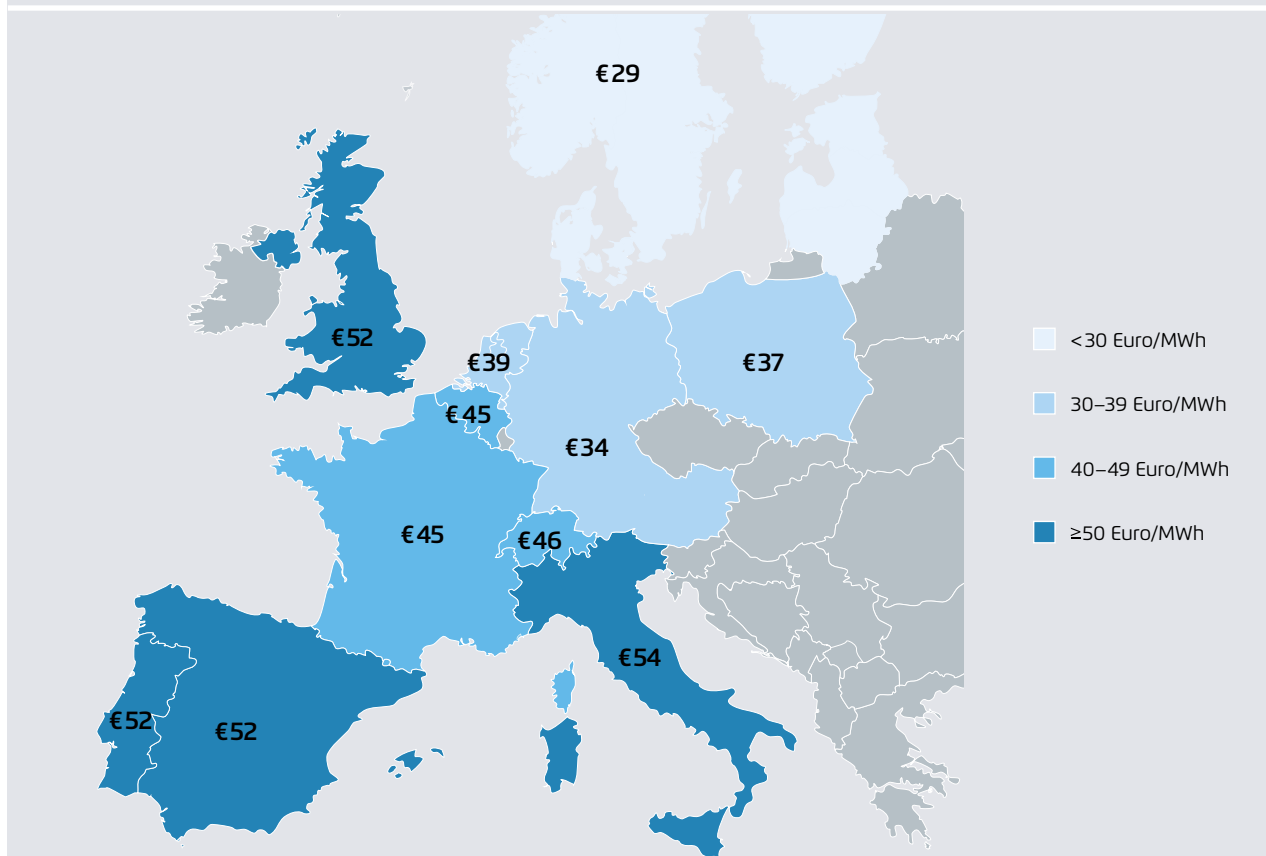 €29
€52
€39
€37
€45
€34
€45
€46
€54
€52
€52
<30 Euro/MWh
30–39 Euro/MWh
40–49 Euro/MWh
≥50 Euro/MWh